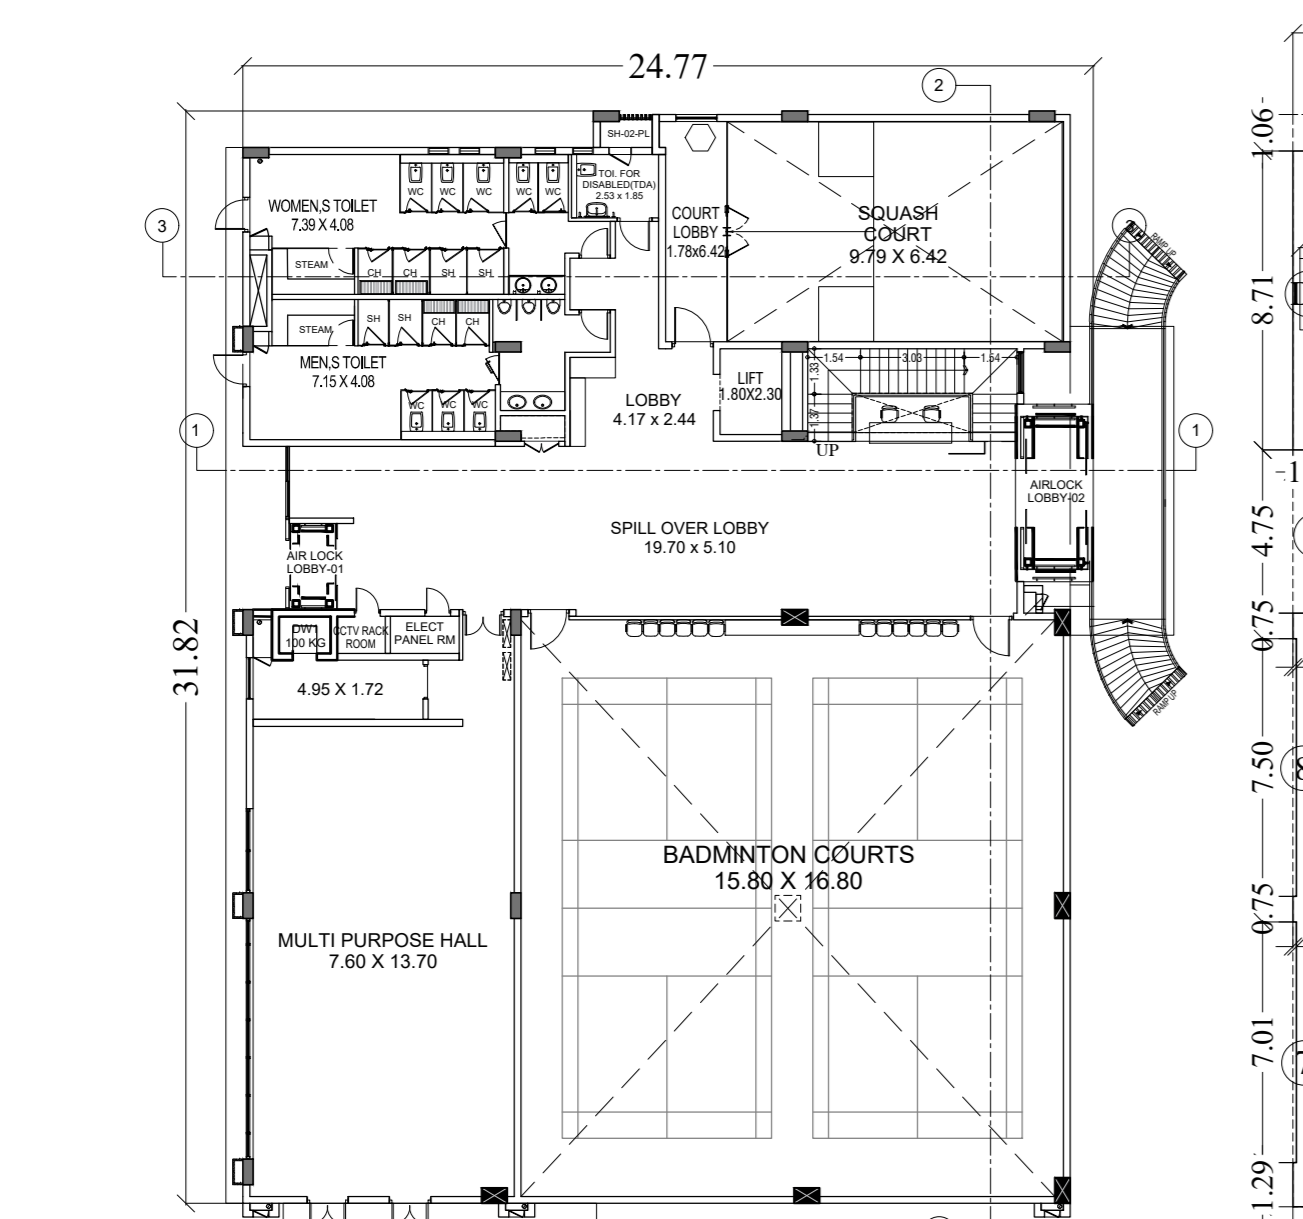 24.77
2
1.06
SH-02-PL
WC
WC
WC
WC
WC
TOI. FOR
DISABLED(TDA)
2.53 x 1.85
WOMEN,S TOILET
7.39 X 4.08
COURT
LOBBY
1.78x6.42
SQUASH
COURT
9.79 X 6.42
3
RAMP UP
STEAM
CH
CH
SH
SH
8.71
STEAM
SH
SH
CH
CH
MEN,S TOILET
7.15 X 4.08
1.54
3.03
1.54
1.33
LIFT
1.80X2.30
WC
WC
WC
LOBBY
4.17 x 2.44
1.37
UP
1
1
AIRLOCK
LOBBY-02
SPILL OVER LOBBY
19.70 x 5.10
4.75
AIR LOCK
LOBBY-01
31.82
DW1
100 KG
CCTV RACK
ROOM
ELECT
PANEL RM
0.75
4.95 X 1.72
RAMP UP
7.50
BADMINTON COURTS
15.80 X 16.80
0.75
MULTI PURPOSE HALL
7.60 X 13.70
7.01
1.29